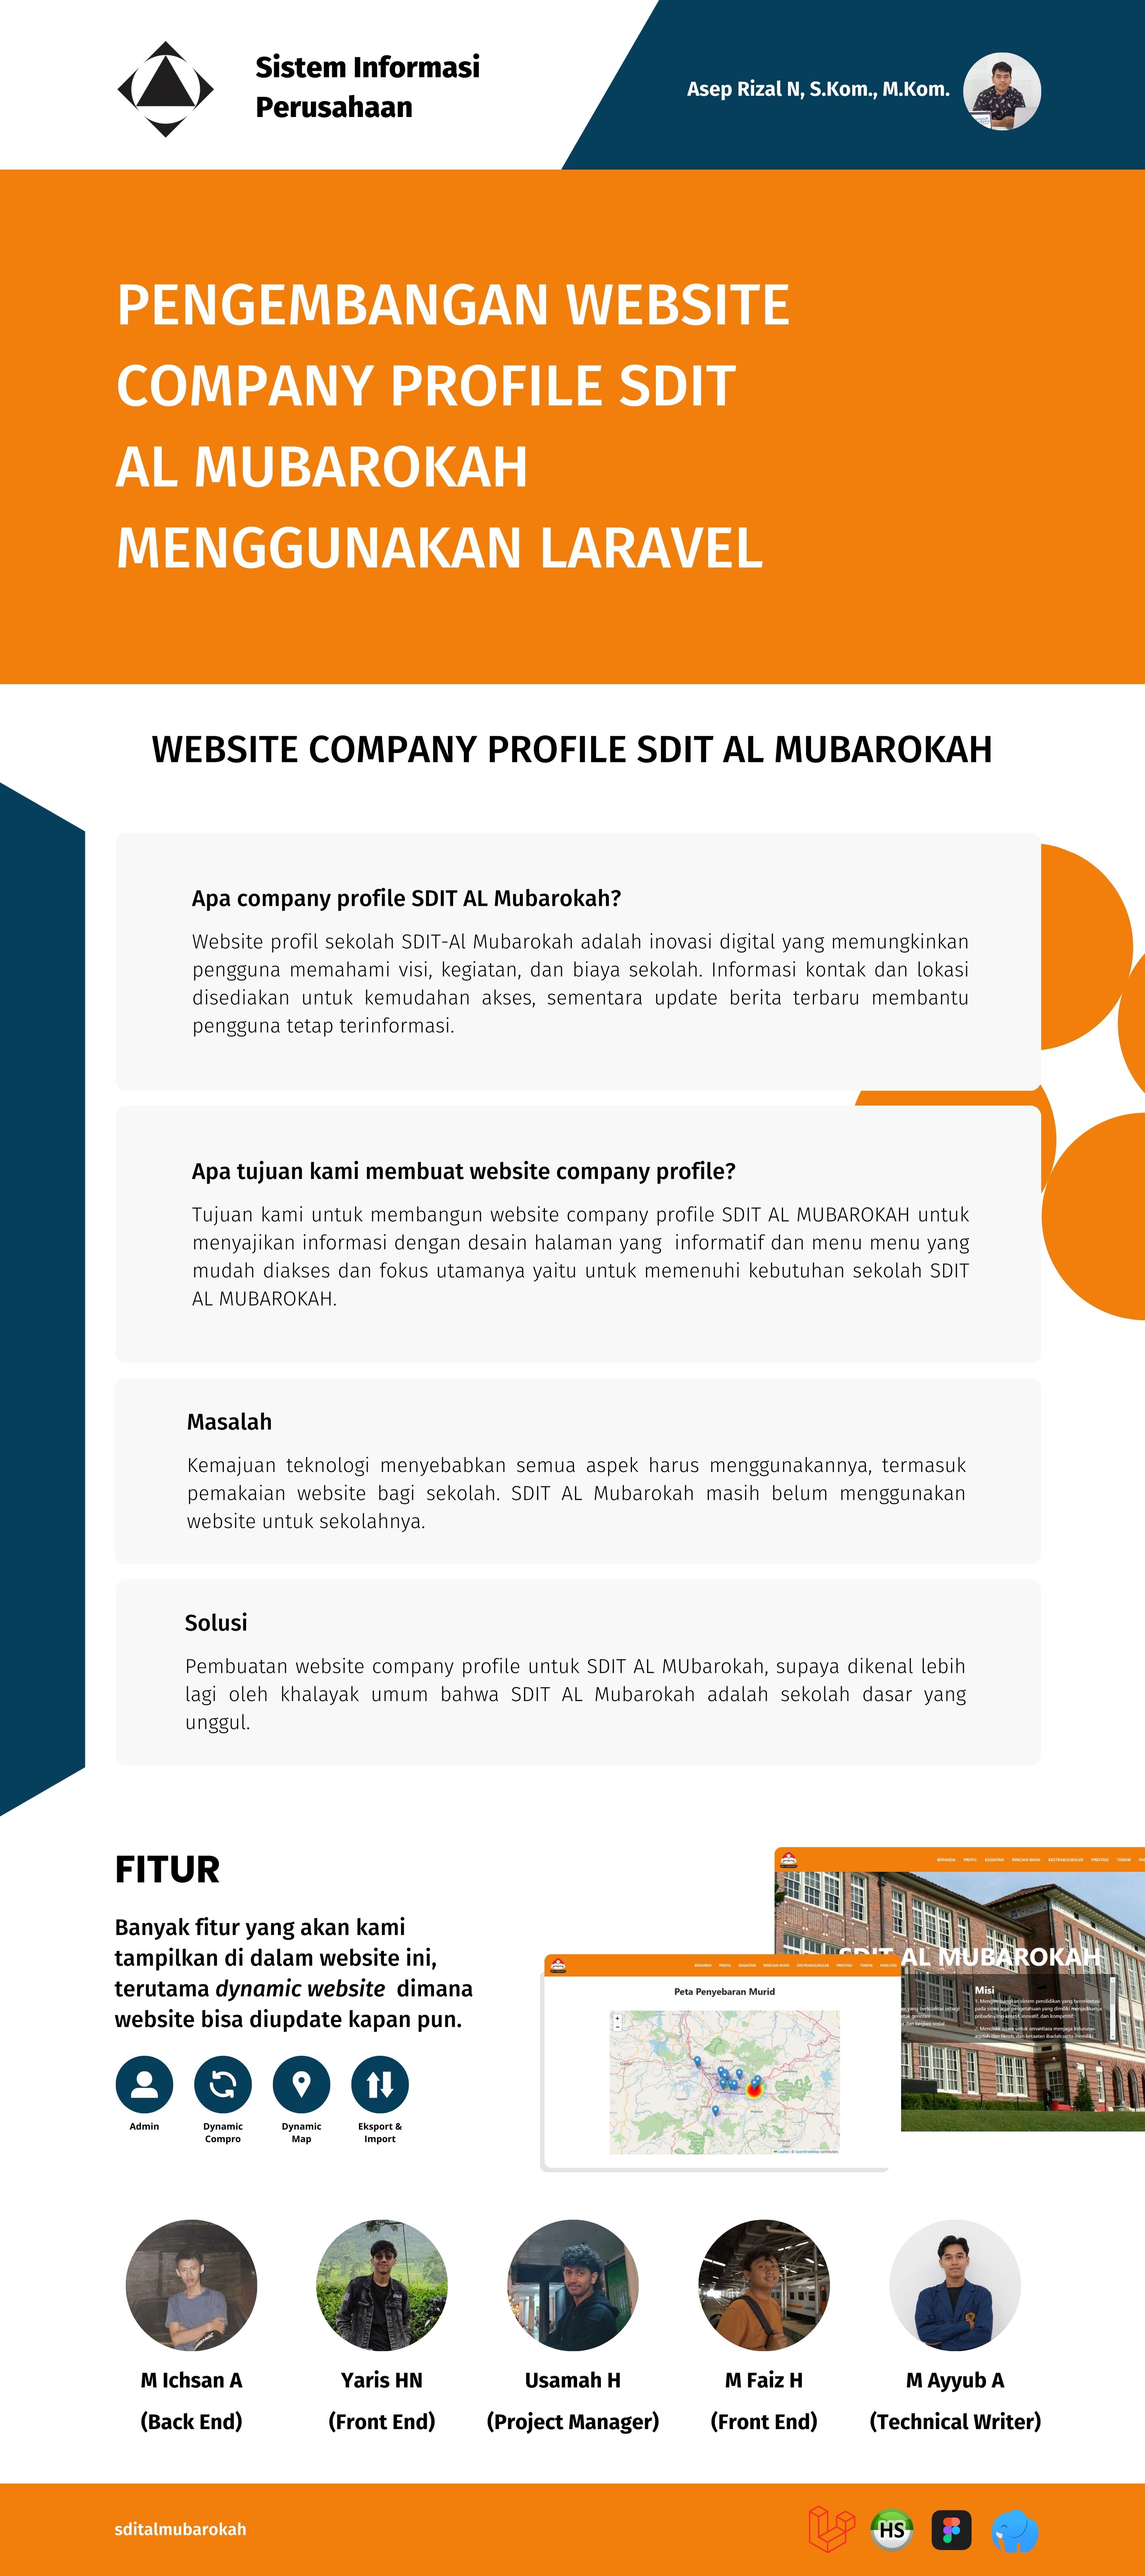 Sistem Informasi
Perusahaan
Asep Rizal N, S.Kom., M.Kom.
PENGEMBANGAN WEBSITE
COMPANY PROFILE SDIT
AL MUBAROKAH
MENGGUNAKAN LARAVEL
WEBSITE COMPANY PROFILE SDIT AL MUBAROKAH
Apa company profile SDIT AL Mubarokah?
Website profil sekolah SDIT-Al Mubarokah adalah inovasi digital yang memungkinkan
pengguna memahami visi, kegiatan, dan biaya sekolah. Informasi kontak dan lokasi
disediakan untuk kemudahan akses, sementara update berita terbaru membantu
pengguna tetap terinformasi.
Apa tujuan kami membuat website company profile?
Tujuan kami untuk membangun website company profile SDIT AL MUBAROKAH untuk
menyajikan informasi dengan desain halaman yang informatif dan menu menu yang
mudah diakses dan fokus utamanya yaitu untuk memenuhi kebutuhan sekolah SDIT
AL MUBAROKAH.
Masalah
Kemajuan teknologi menyebabkan semua aspek harus menggunakannya, termasuk
pemakaian website bagi sekolah. SDIT AL Mubarokah masih belum menggunakan
website untuk sekolahnya.
Solusi
Pembuatan website company profile untuk SDIT AL MUbarokah, supaya dikenal lebih
lagi oleh khalayak umum bahwa SDIT AL Mubarokah adalah sekolah dasar yang
unggul.
FITUR
Banyak fitur yang akan kami
tampilkan di dalam website ini,
terutama dynamic website dimana
website bisa diupdate kapan pun.
Admin
Dynamic
Compro
Dynamic
Map
Eksport &
Import
BERANDA PROFIL KEGIATAN RINCIAN BIAYA EKSTRAKULIKULER PRESTASI
SDIT AL MUBAROKAH
Misi
Peta Penyebaran Murid
M Ichsan A
(Back End)
Yaris HN
(Front End)
Usamah H
(Project Manager)
M Faiz H
(Front End)
M Ayyub A
(Technical Writer)
sditalmubarokah
HS